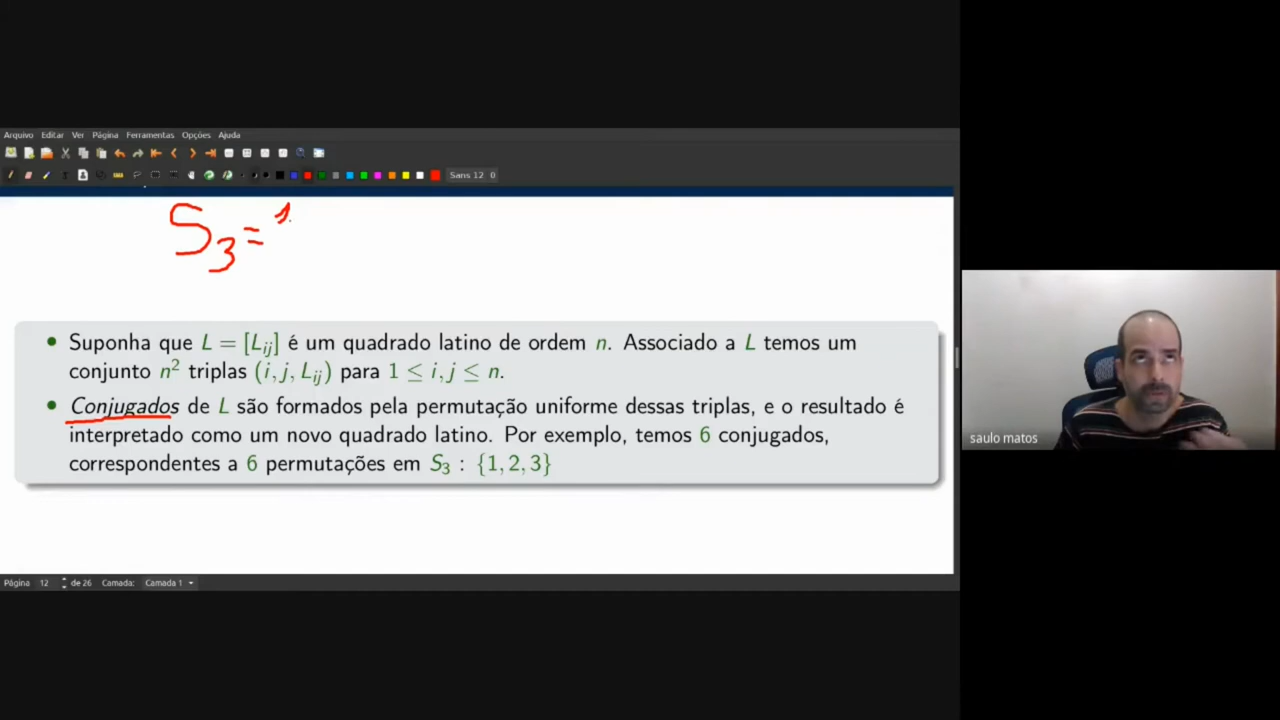 Arquivo Editar Ver Página Ferramentas Opções Ajuda
Sans 12 0
S₃ = 1
• Suponha que L = [Lᵢⱼ] é um quadrado latino de ordem n. Associado a L temos um
conjunto n² triplas (i, j, Lᵢⱼ) para 1 ≤ i, j ≤ n.
• Conjugados de L são formados pela permutação uniforme dessas triplas, e o resultado é
interpretado como um novo quadrado latino. Por exemplo, temos 6 conjugados,
correspondentes a 6 permutações em S₃ : {1, 2, 3}
saulo matos
Página 12 de 26 Camada: Camada 1